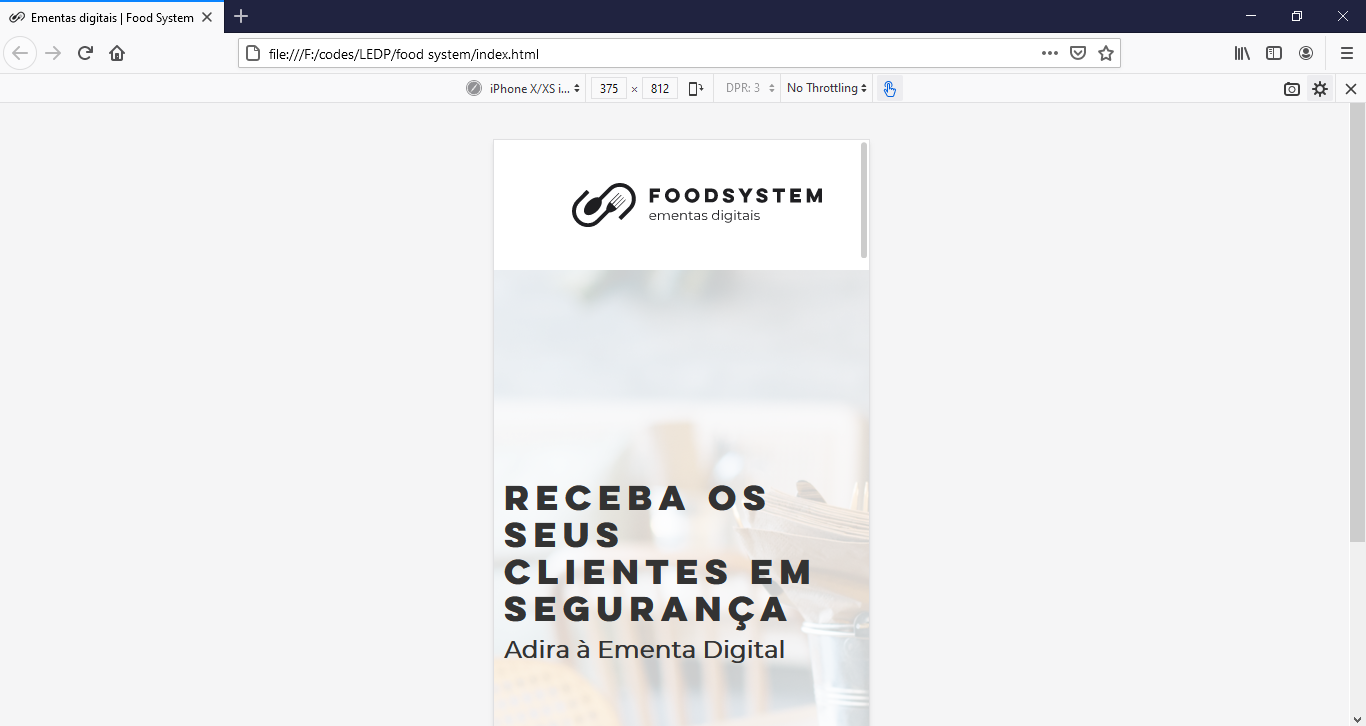 Ementas digitais | Food System
file:///F:/codes/LEDP/food system/index.html
iPhone X/XS i... 375 × 812 DPR: 3 No Throttling
FOODSYSTEM
ementas digitais
RECEBA OS
SEUS
CLIENTES EM
SEGURANÇA
Adira à Ementa Digital